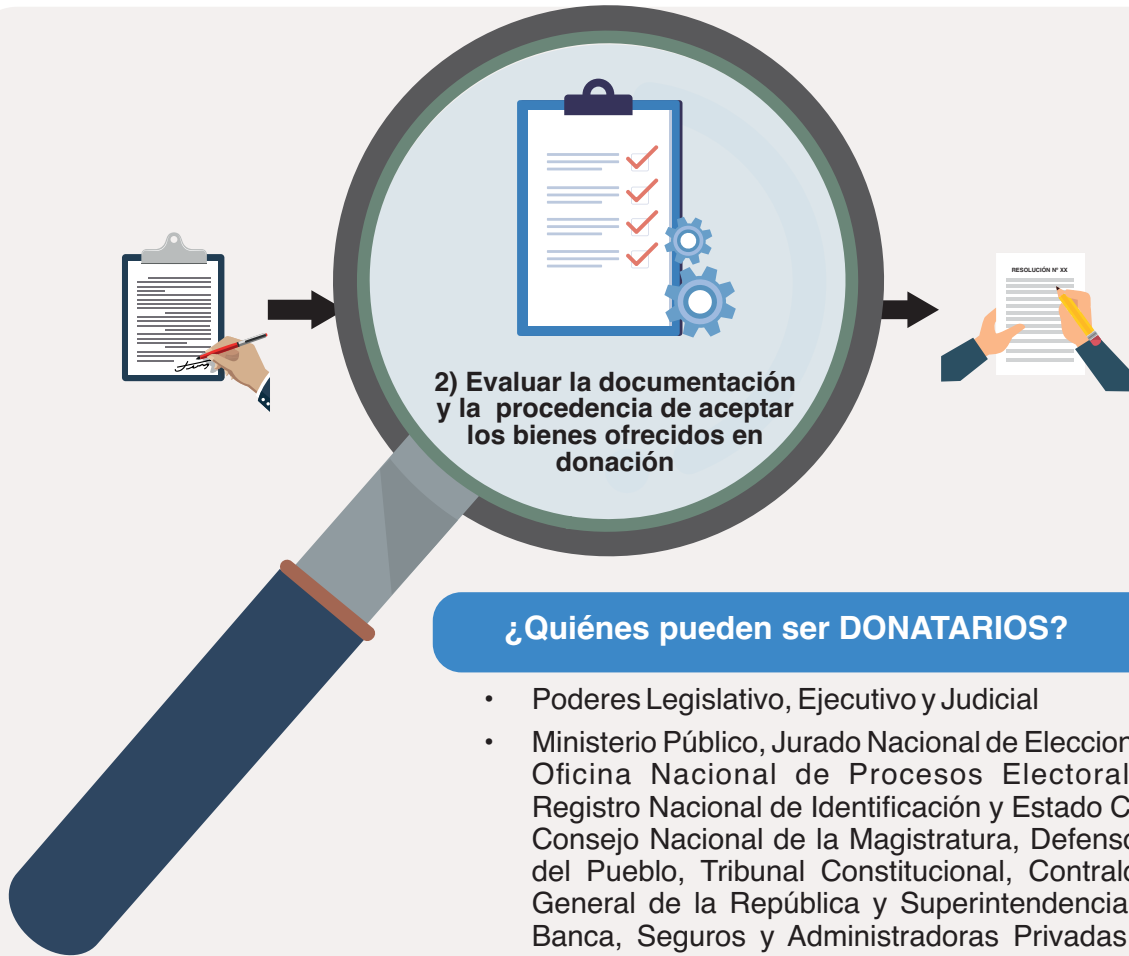 RESOLUCIÓN Nº XX
2) Evaluar la documentación
y la procedencia de aceptar
los bienes ofrecidos en
donación
¿Quiénes pueden ser DONATARIOS?
• Poderes Legislativo, Ejecutivo y Judicial
• Ministerio Público, Jurado Nacional de Eleccion
Oficina Nacional de Procesos Electoral
Registro Nacional de Identificación y Estado C
Consejo Nacional de la Magistratura, Defenso
del Pueblo, Tribunal Constitucional, Contralo
General de la República y Superintendencia
Banca, Seguros y Administradoras Privadas